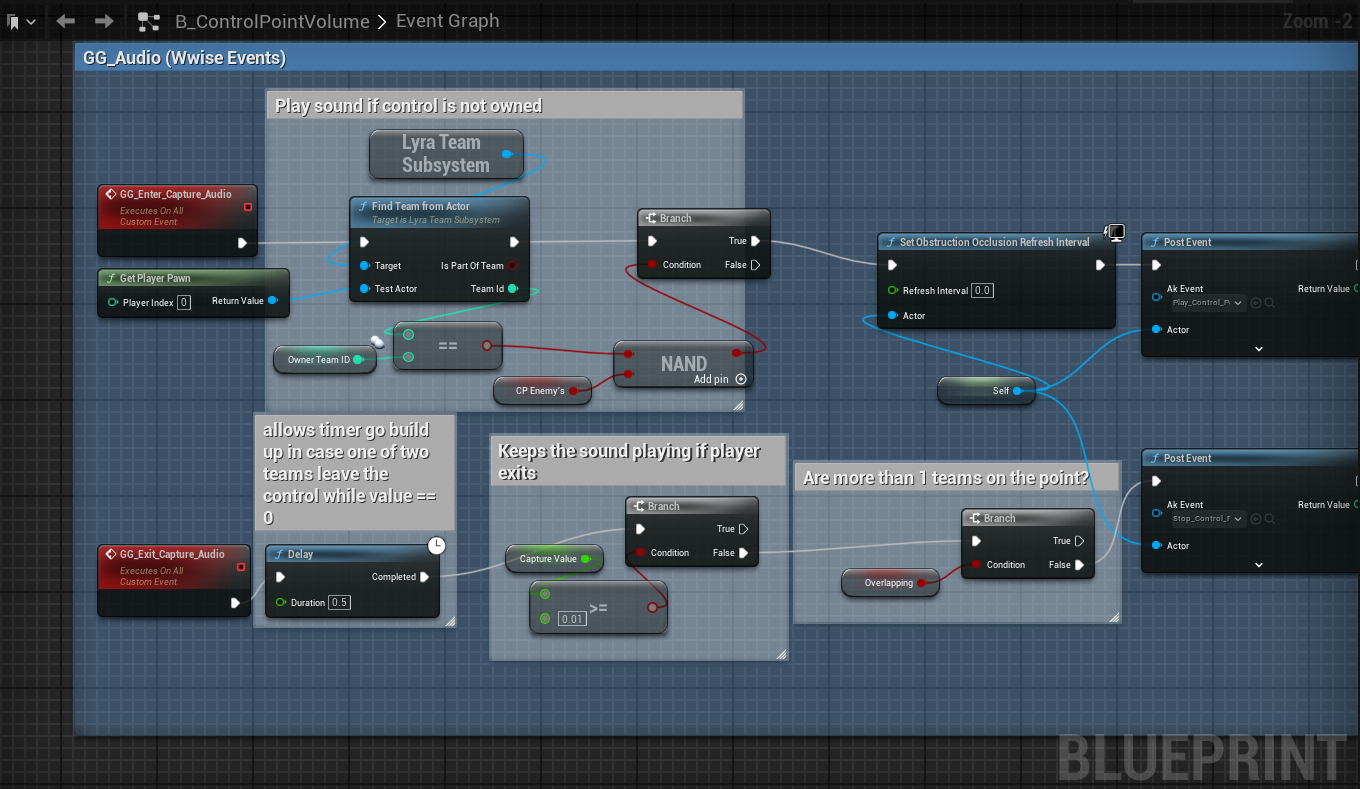 B_ControlPointVolume > Event Graph
Zoom -2
GG_Audio (Wwise Events)
Play sound if control is not owned
Lyra Team
Subsystem
GG_Enter_Capture_Audio
Executes On All
Custom Event
Find Team from Actor
Target is Lyra Team Subsystem
Target
Is Part Of Team
Test Actor
Team Id
Get Player Pawn
Player Index 0
Return Value
Branch
True
Condition
False
Set Obstruction Occlusion Refresh Interval
Refresh Interval 0.0
Actor
Post Event
Ak Event
Return Value
Play_Control_P
Actor
==
Owner Team ID
NAND
Add pin
CP Enemy's
Self
allows timer go build
up in case one of two
teams leave the
control while value ==
0
Keeps the sound playing if player
exits
Are more than 1 teams on the point?
Post Event
Ak Event
Return Value
Stop_Control_F
Actor
Branch
True
Condition
False
Capture Value
>=
0.01
Branch
True
Condition
False
Overlapping
GG_Exit_Capture_Audio
Executes On All
Custom Event
Delay
Completed
Duration 0.5
BLUEPRINT